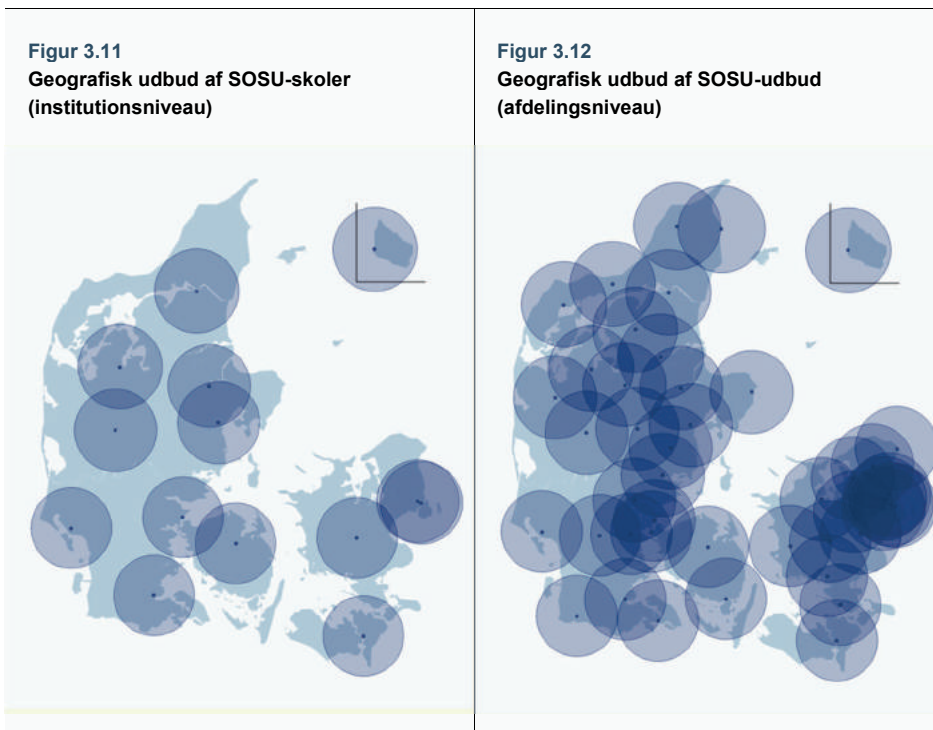 Figur 3.11
Geografisk udbud af SOSU-skoler
(institutionsniveau)
Figur 3.12
Geografisk udbud af SOSU-udbud
(afdelingsniveau)